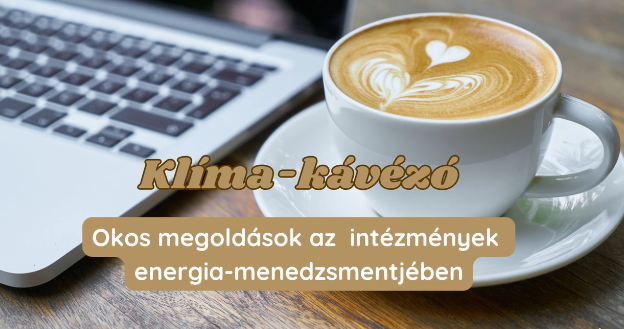 Klíma-kávézó
Okos megoldások az intézmények
energia-menedzsmentjében